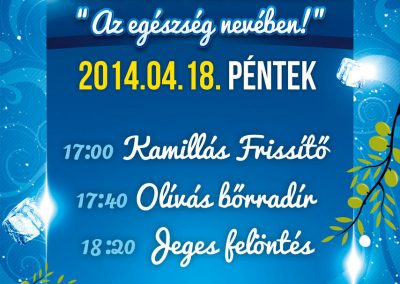 "Az egészség nevében!"
2014.04.18. PÉNTEK
17:00 Kamillás Frissítő
17:40 Olívás bőrradír
18:20 Jeges felöntés